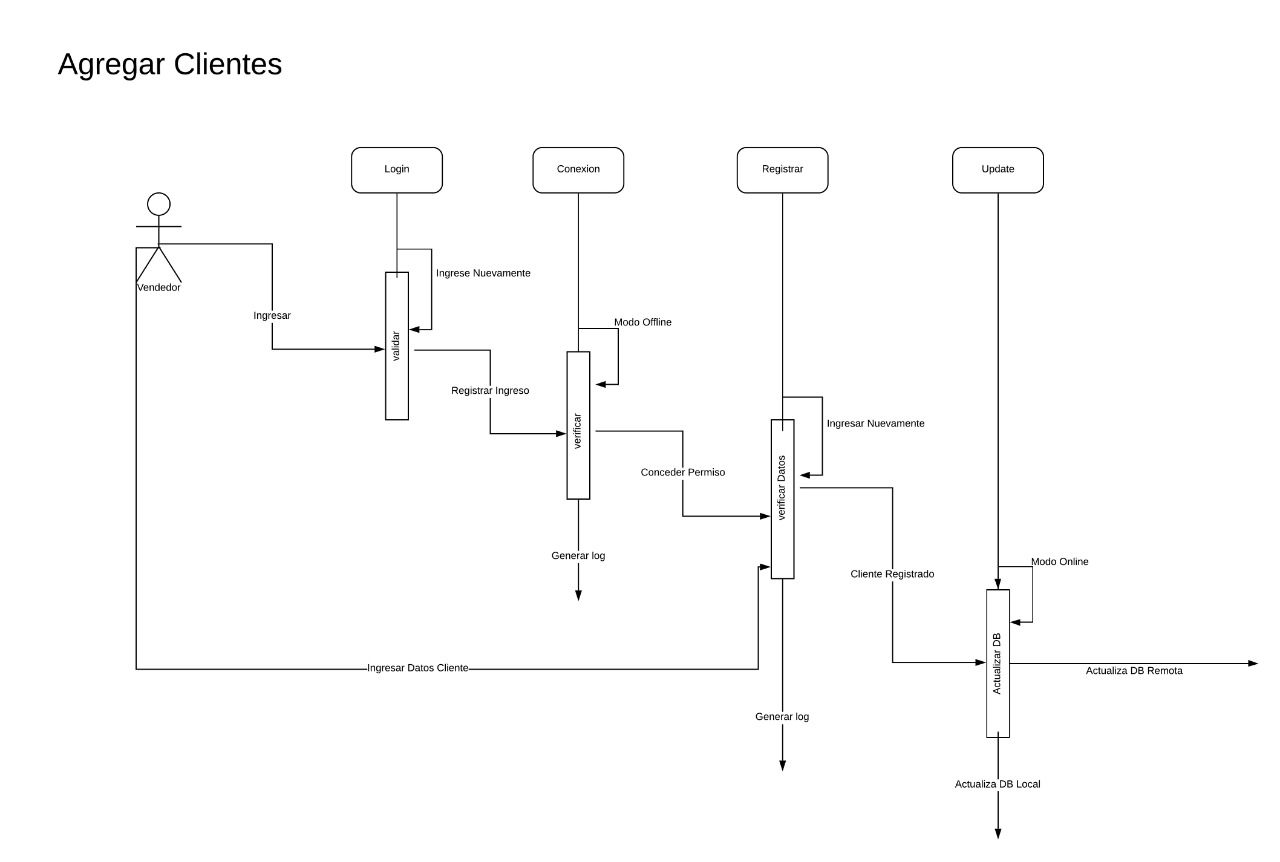 Agregar Clientes
Login
Conexion
Registrar
Update
Vendedor
Ingrese Nuevamente
Ingresar
validar
Modo Offline
Registrar Ingreso
verificar
Ingresar Nuevamente
Conceder Permiso
verificar Datos
Generar log
Cliente Registrado
Modo Online
Ingresar Datos Cliente
Actualizar DB
Actualiza DB Remota
Generar log
Actualiza DB Local